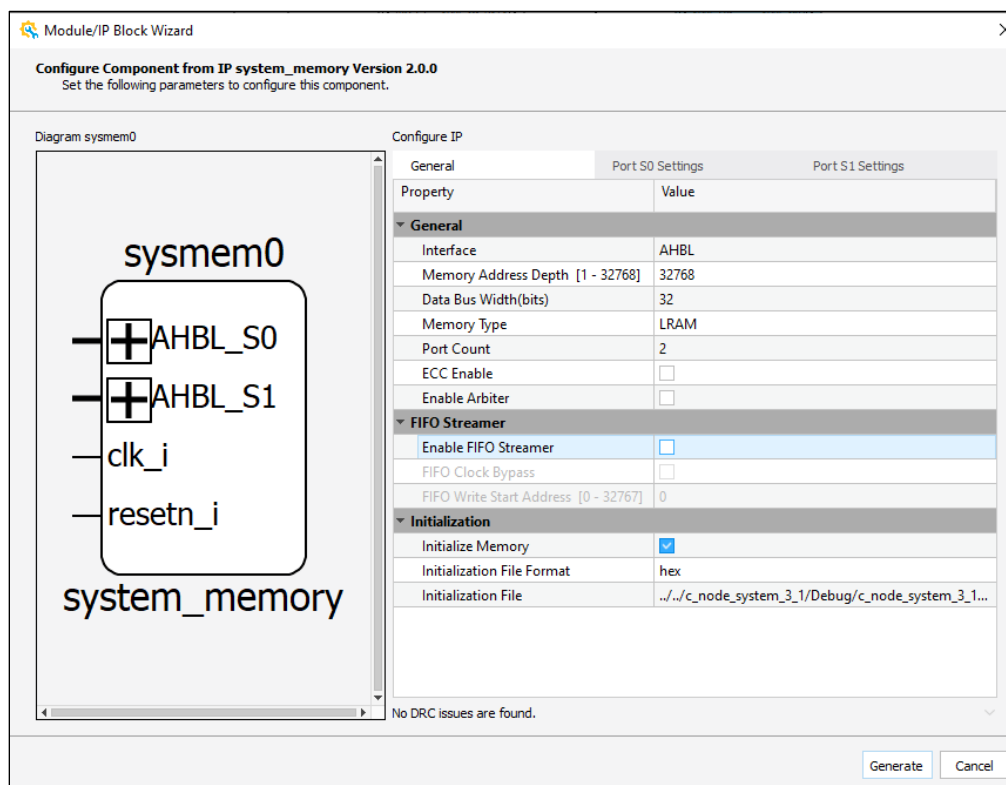 Module/IP Block Wizard
Configure Component from IP system_memory Version 2.0.0
Set the following parameters to configure this component.
Diagram sysmem0
Configure IP
General Port S0 Settings Port S1 Settings
Property Value
General
Interface AHBL
Memory Address Depth [1 - 32768] 32768
Data Bus Width(bits) 32
Memory Type LRAM
Port Count 2
ECC Enable
Enable Arbiter
FIFO Streamer
Enable FIFO Streamer
FIFO Clock Bypass
FIFO Write Start Address [0 - 32767] 0
Initialization
Initialize Memory
Initialization File Format hex
Initialization File ../../c_node_system_3_1/Debug/c_node_system_3_1...
sysmem0
AHBL_S0
AHBL_S1
clk_i
resetn_i
system_memory
No DRC issues are found.
Generate Cancel